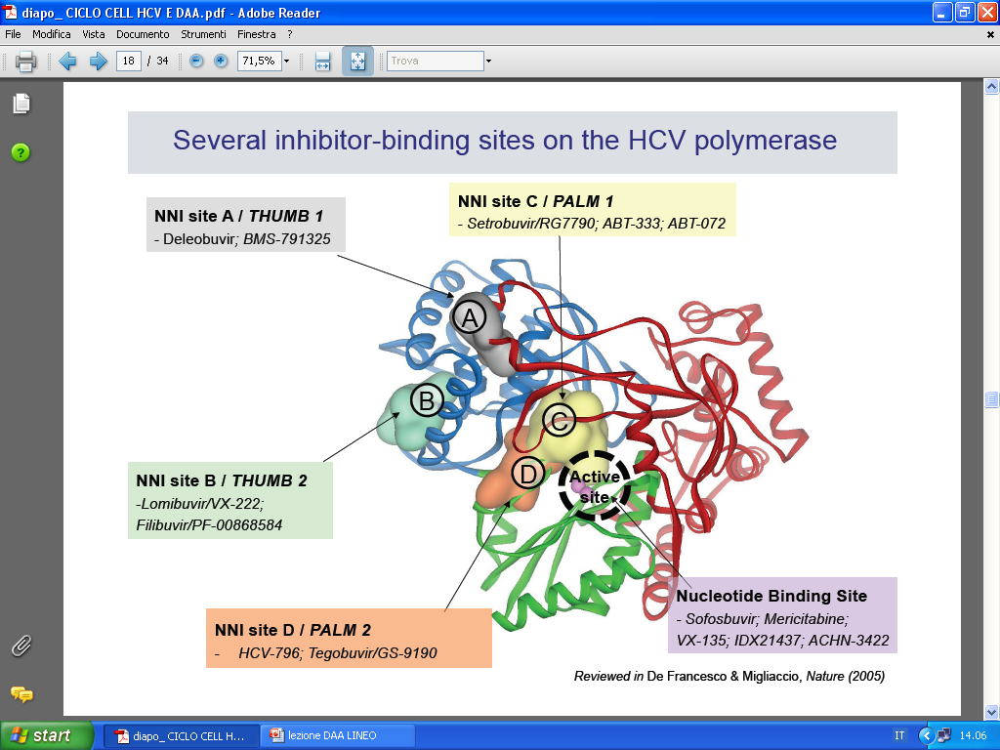 diapo_ CICLO CELL HCV E DAA.pdf - Adobe Reader
File Modifica Vista Documento Strumenti Finestra ?
18 / 34 71,5% Trova
Several inhibitor-binding sites on the HCV polymerase
NNI site A / THUMB 1
- Deleobuvir; BMS-791325
NNI site C / PALM 1
- Setrobuvir/RG7790; ABT-333; ABT-072
A
B
C
D
Active
site
NNI site B / THUMB 2
-Lomibuvir/VX-222;
Filibuvir/PF-00868584
NNI site D / PALM 2
- HCV-796; Tegobuvir/GS-9190
Nucleotide Binding Site
- Sofosbuvir; Mericitabine;
VX-135; IDX21437; ACHN-3422
Reviewed in De Francesco & Migliaccio, Nature (2005)
start diapo_ CICLO CELL H... lezione DAA LINEO IT 14.06